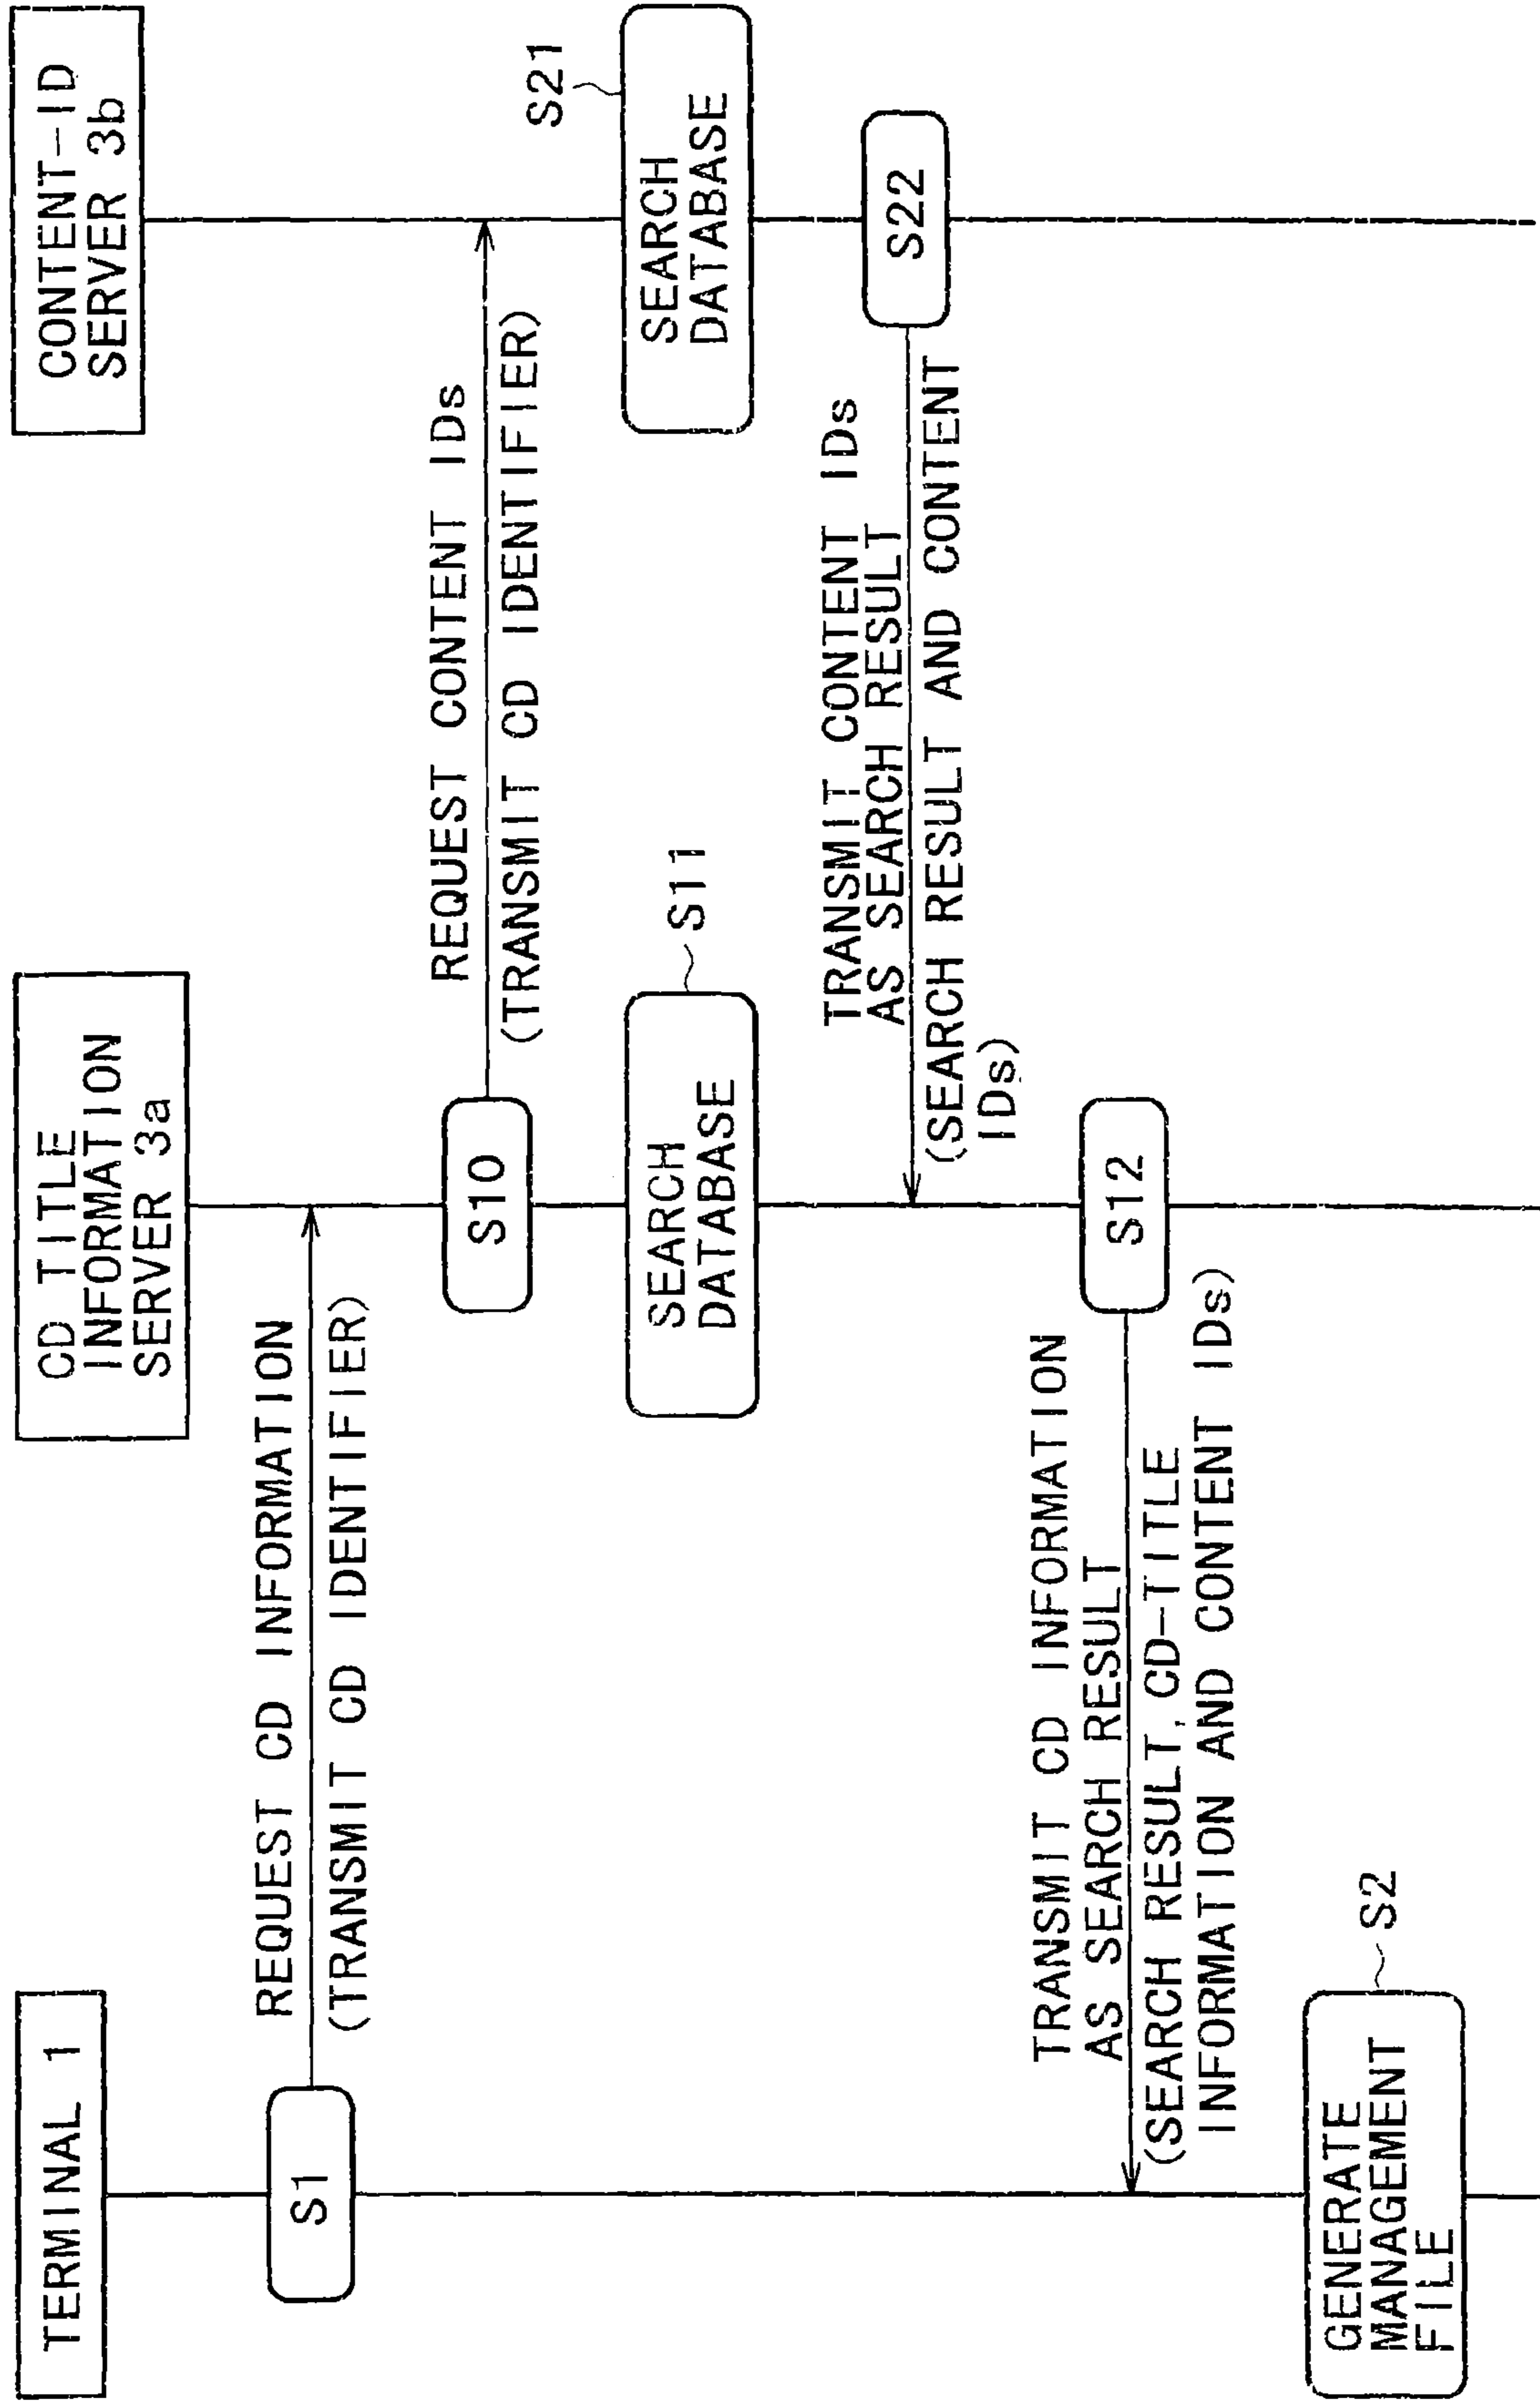 TERMINAL 1
CD TITLE
INFORMATION
SERVER 3a
CONTENT-ID
SERVER 3b
S1
REQUEST CD INFORMATION
(TRANSMIT CD IDENTIFIER)
S10
REQUEST CONTENT IDs
(TRANSMIT CD IDENTIFIER)
SEARCH
DATABASE
S11
SEARCH
DATABASE
S21
S22
TRANSMIT CONTENT IDs
AS SEARCH RESULT
(SEARCH RESULT AND CONTENT
IDs)
S12
TRANSMIT CD INFORMATION
AS SEARCH RESULT
(SEARCH RESULT, CD-TITLE
INFORMATION AND CONTENT IDs)
GENERATE
MANAGEMENT
FILE
S2